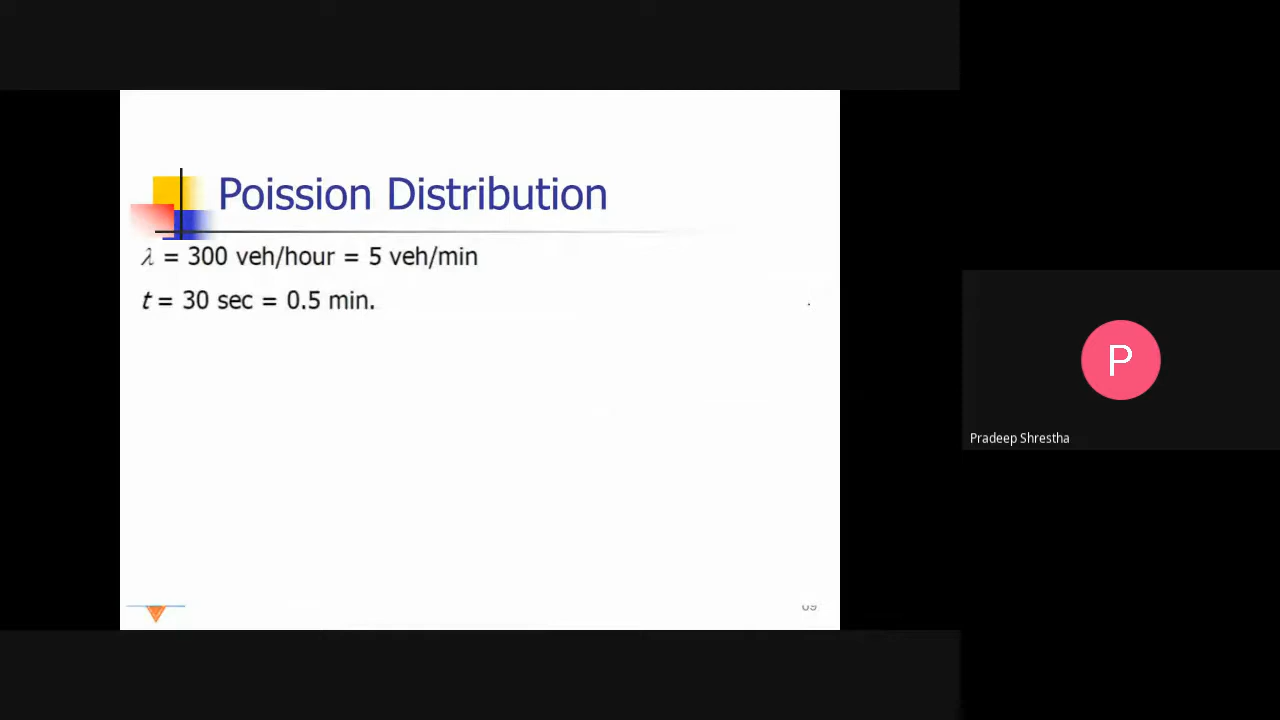 Poission Distribution
λ = 300 veh/hour = 5 veh/min
t = 30 sec = 0.5 min.
P
Pradeep Shrestha